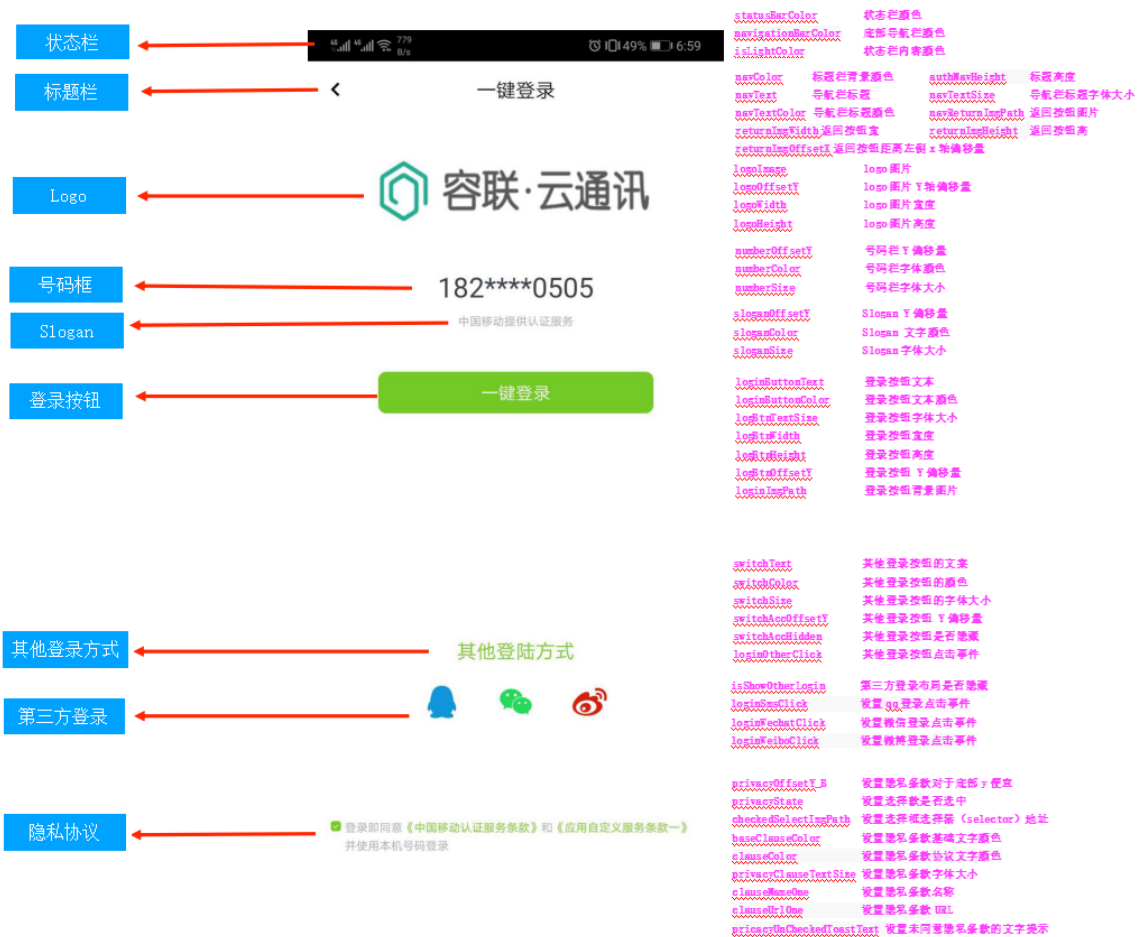 状态栏
779
B/s
49%
6:59
statusBarColor 状态栏颜色
navigationBarColor 底部导航栏颜色
isLightColor 状态栏内容颜色
标题栏
一键登录
navColor 标题栏背景颜色 authNavHeight 标题高度
navText 导航栏标题 navTextSize 导航栏标题字体大小
navTextColor 导航栏标题颜色 navReturnImgPath 返回按钮图片
returnImgWidth 返回按钮宽 returnImgHeight 返回按钮高
returnImgOffsetX 返回按钮距离左侧 x 轴偏移量
Logo
容联·云通讯
logoImage logo 图片
logoOffsetY logo 图片 Y 轴偏移量
logoWidth logo 图片宽度
logoHeight logo 图片高度
号码框
182****0505
numberOffsetY 号码栏 Y 偏移量
numberColor 号码栏字体颜色
numberSize 号码栏字体大小
Slogan
中国移动提供认证服务
sloganOffsetY Slogan Y 偏移量
sloganColor Slogan 文字颜色
sloganSize Slogan 字体大小
登录按钮
一键登录
loginButtonText 登录按钮文本
loginButtonColor 登录按钮文本颜色
logBtnTextSize 登录按钮字体大小
logBtnWidth 登录按钮宽度
logBtnHeight 登录按钮高度
logBtnOffsetY 登录按钮 Y 偏移量
loginImgPath 登录按钮背景图片
其他登录方式
其他登陆方式
switchText 其他登录按钮的文案
switchColor 其他登录按钮的颜色
switchSize 其他登录按钮的字体大小
switchAccOffsetY 其他登录按钮 Y 偏移量
switchAccHidden 其他登录按钮是否隐藏
loginOtherClick 其他登录按钮点击事件
第三方登录
isShowOtherLogin 第三方登录布局是否隐藏
loginSmsClick 设置 qq 登录点击事件
loginWechatClick 设置微信登录点击事件
loginWeiboClick 设置微博登录点击事件
隐私协议
登录即同意《中国移动认证服务条款》和《应用自定义服务条款一》
并使用本机号码登录
privacyOffsetY_B 设置隐私条款对于底部 y 便宜
privacyState 设置选择款是否选中
checkedSelectImgPath 设置选择框选择器（selector）地址
baseClauseColor 设置隐私条款基础文字颜色
clauseColor 设置隐私条款协议文字颜色
privacyClauseTextSize 设置隐私条款字体大小
clauseNameOne 设置隐私条款名称
clauseUrlOne 设置隐私条款 URL
pricacyUnCheckedToastText 设置未同意隐私条款的文字提示